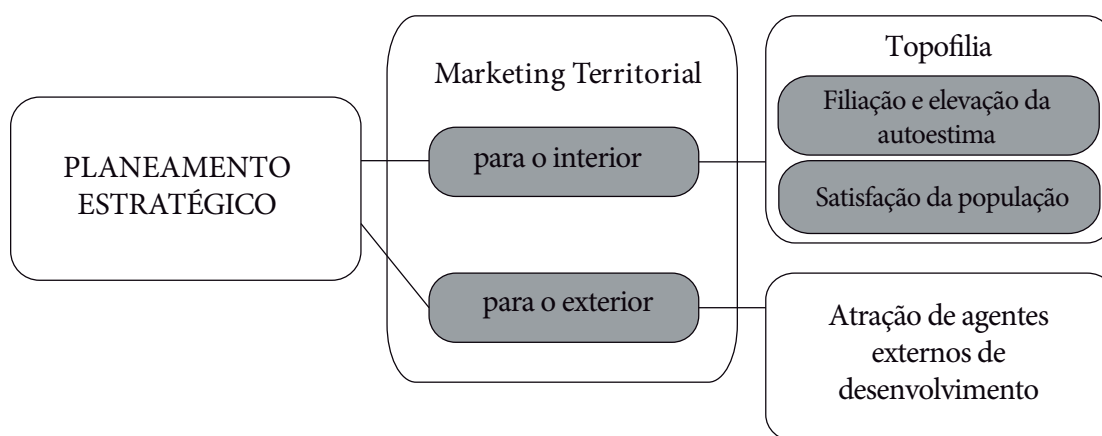 PLANEAMENTO
ESTRATÉGICO
Marketing Territorial
para o interior
para o exterior
Topofilia
Filiação e elevação da
autoestima
Satisfação da população
Atração de agentes
externos de
desenvolvimento